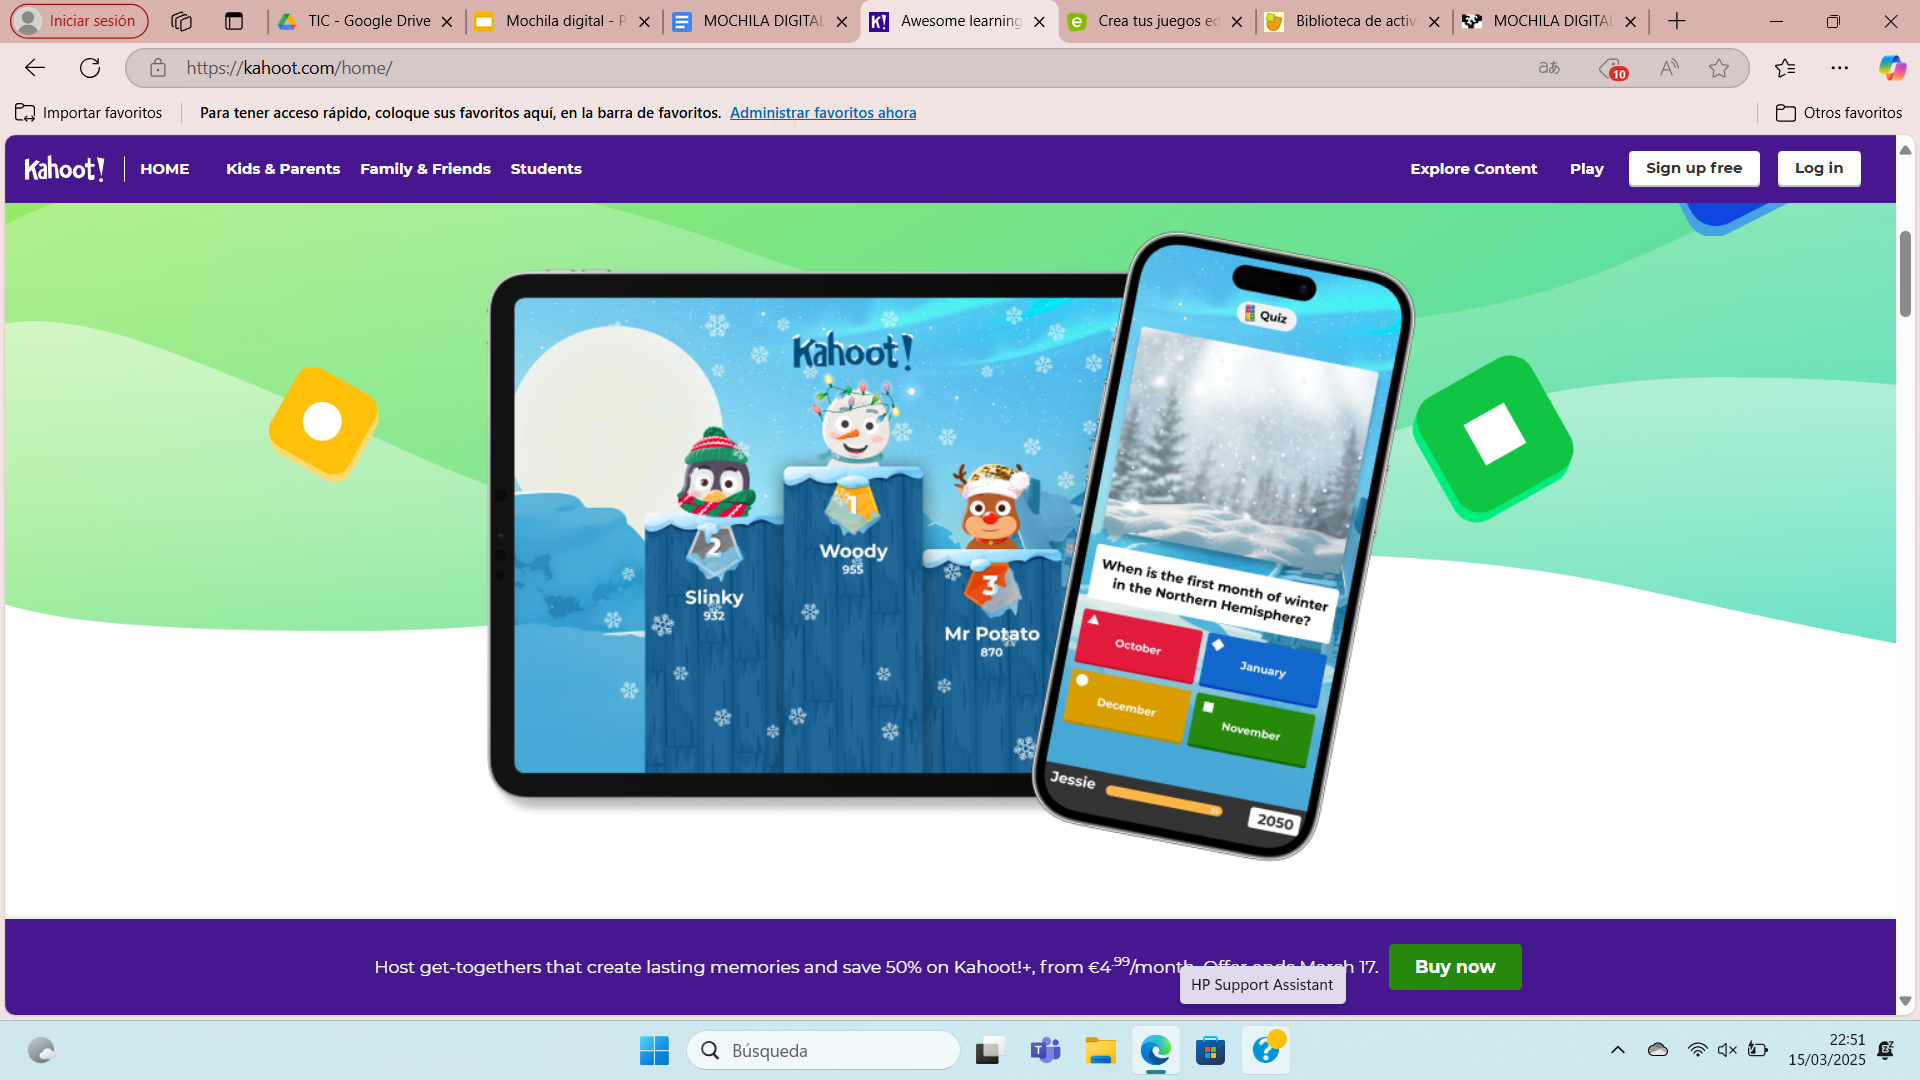 Iniciar sesión
TIC - Google Drive
Mochila digital - P
MOCHILA DIGITAL
Awesome learning
Crea tus juegos ed
Biblioteca de activ
MOCHILA DIGITAL
https://kahoot.com/home/
10
Importar favoritos
Para tener acceso rápido, coloque sus favoritos aquí, en la barra de favoritos. Administrar favoritos ahora
Otros favoritos
Kahoot! HOME Kids & Parents Family & Friends Students Explore Content Play Sign up free Log in
Kahoot!
1
Woody
955
2
Slinky
932
3
Mr Potato
870
Quiz
When is the first month of winter
in the Northern Hemisphere?
October
January
December
November
Jessie
2050
Host get-togethers that create lasting memories and save 50% on Kahoot!+, from €4.99/month. Offer ends March 17. Buy now
HP Support Assistant
Búsqueda
22:51
15/03/2025